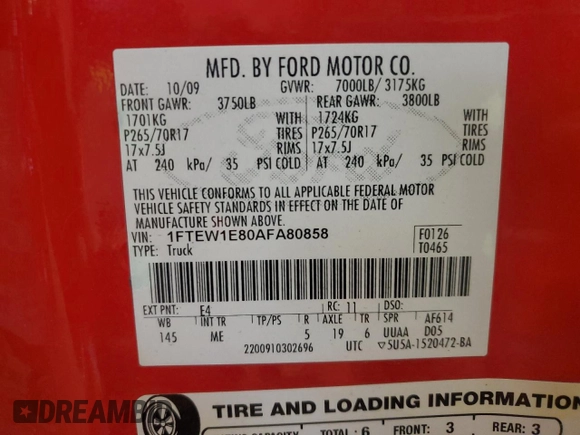 MFD. BY FORD MOTOR CO.
DATE: 10/09 GVWR: 7000LB/ 3175KG
FRONT GAWR: 3750LB REAR GAWR: 3800LB
1701KG WITH 1724KG WITH
P265/70R17 TIRES P265/70R17 TIRES
17x7.5J RIMS 17x7.5J RIMS
AT 240 kPa/ 35 PSI COLD AT 240 kPa/ 35 PSI COLD
THIS VEHICLE CONFORMS TO ALL APPLICABLE FEDERAL MOTOR
VEHICLE SAFETY STANDARDS IN EFFECT ON THE DATE OF
MANUFACTURE SHOWN ABOVE.
VIN: 1FTEW1E80AFA80858 F0126
TYPE: Truck T0465
EXT PNT: E4 RC: 11 DSO:
WB INT TR TP/PS R AXLE TR SPR AF614
145 ME 5 19 6 UUAA D05
2200910302696 UTC 5U5A-1520472-BA
TIRE AND LOADING INFORMATION
CAPACITY TOTAL: 6 FRONT: 3 REAR: 3